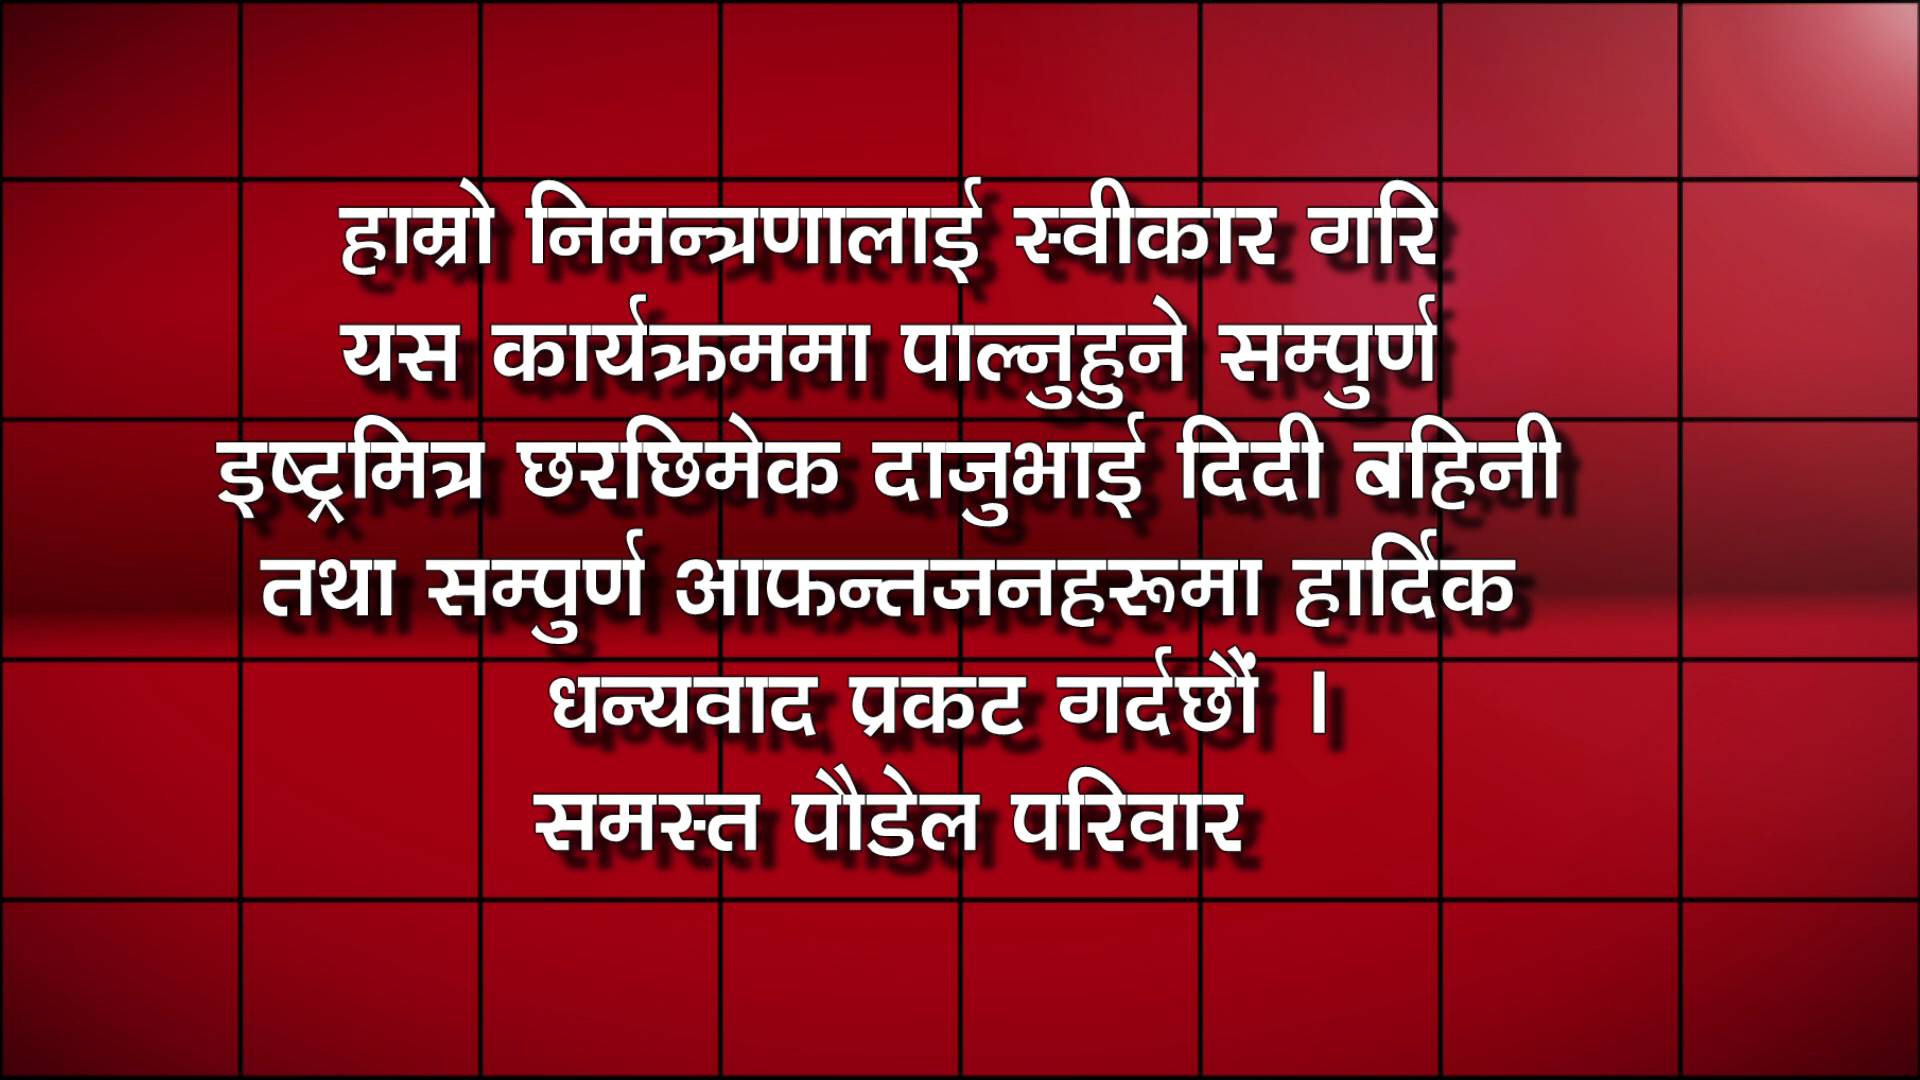 हाम्रो निमन्त्रणालाई स्वीकार गरि
यस कार्यक्रममा पाल्नुहुने सम्पुर्ण
इष्ट्रमित्र छरछिमेक दाजुभाई दिदी बहिनी
तथा सम्पुर्ण आफन्तजनहरूमा हार्दिक
धन्यवाद प्रकट गर्दछौं ।
समस्त पौडेल परिवार